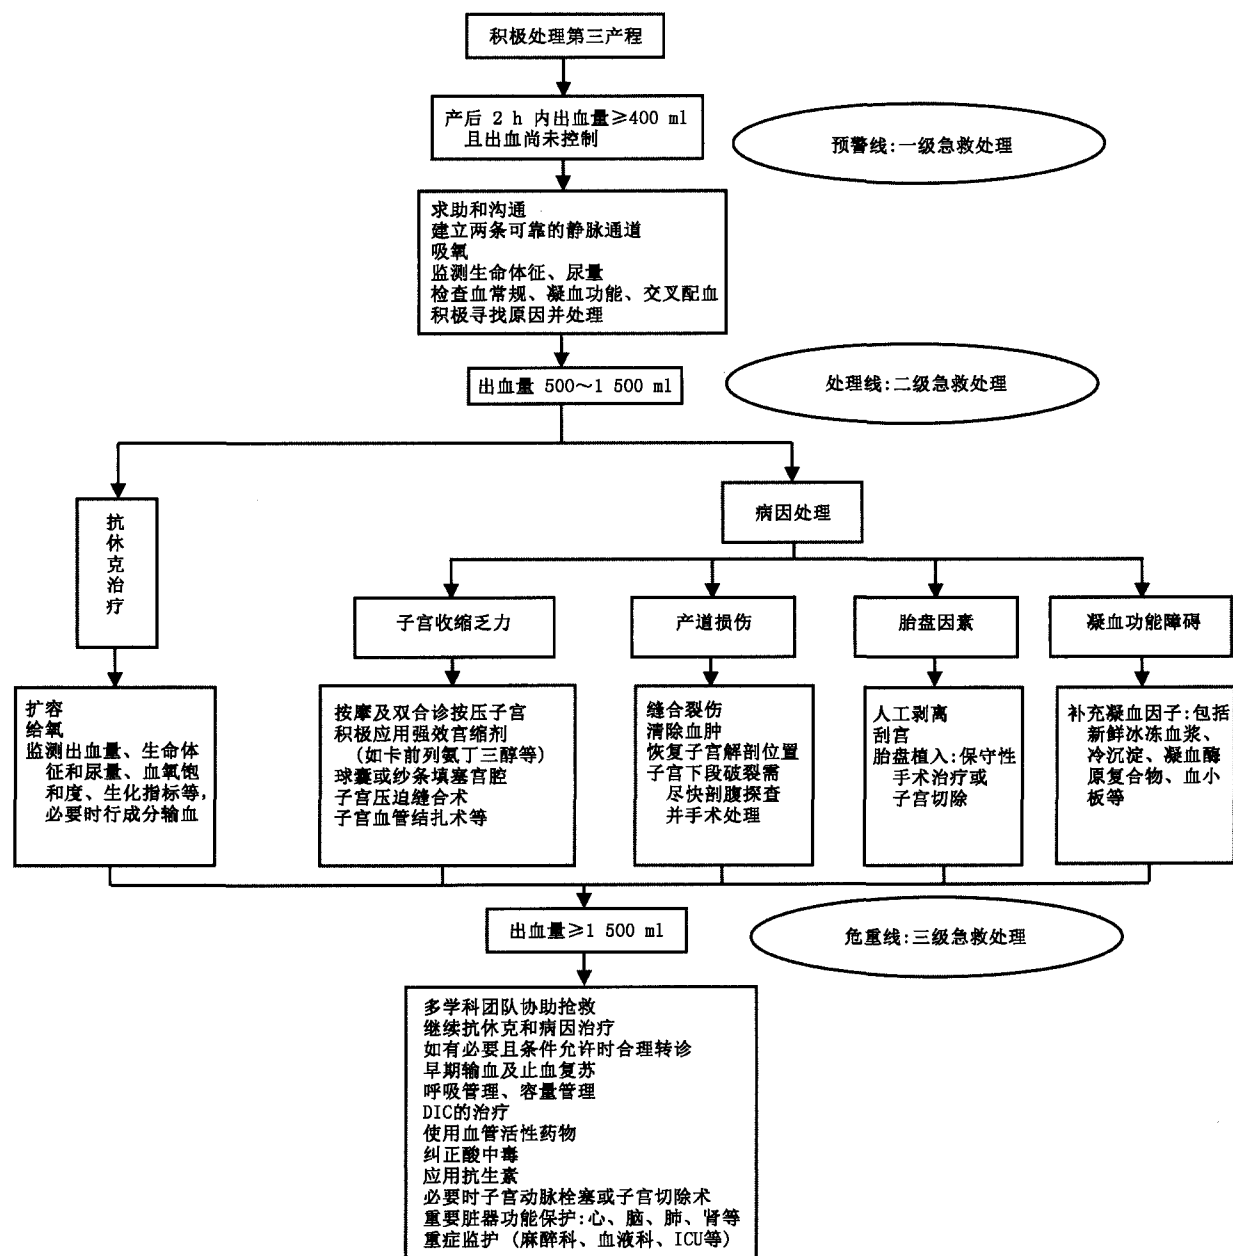 积极处理第三产程
产后 2 h 内出血量≥400 ml
且出血尚未控制
预警线:一级急救处理
求助和沟通
建立两条可靠的静脉通道
吸氧
监测生命体征、尿量
检查血常规、凝血功能、交叉配血
积极寻找原因并处理
出血量 500～1 500 ml
处理线:二级急救处理
抗
休
克
治
疗
病因处理
子宫收缩乏力
产道损伤
胎盘因素
凝血功能障碍
扩容
给氧
监测出血量、生命体
征和尿量、血氧饱
和度、生化指标等,
必要时行成分输血
按摩及双合诊按压子宫
积极应用强效宫缩剂
(如卡前列氨丁三醇等)
球囊或纱条填塞宫腔
子宫压迫缝合术
子宫血管结扎术等
缝合裂伤
清除血肿
恢复子宫解剖位置
子宫下段破裂需
尽快剖腹探查
并手术处理
人工剥离
刮宫
胎盘植入:保守性
手术治疗或
子宫切除
补充凝血因子:包括
新鲜冰冻血浆、
冷沉淀、凝血酶
原复合物、血小
板等
出血量≥1 500 ml
危重线:三级急救处理
多学科团队协助抢救
继续抗休克和病因治疗
如有必要且条件允许时合理转诊
早期输血及止血复苏
呼吸管理、容量管理
DIC的治疗
使用血管活性药物
纠正酸中毒
应用抗生素
必要时子宫动脉栓塞或子宫切除术
重要脏器功能保护:心、脑、肺、肾等
重症监护 (麻醉科、血液科、ICU等)